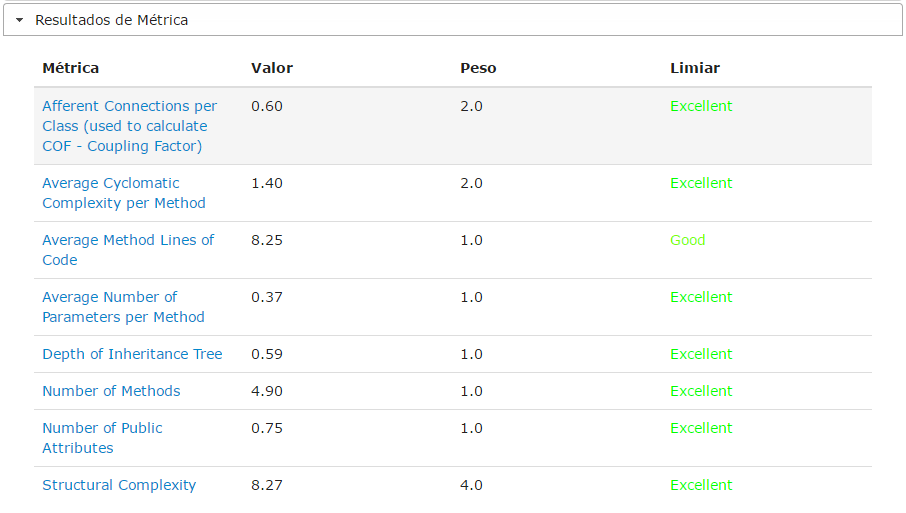 Resultados de Métrica
Métrica Valor Peso Limiar
Afferent Connections per 0.60 2.0 Excellent
Class (used to calculate
COF - Coupling Factor)
Average Cyclomatic 1.40 2.0 Excellent
Complexity per Method
Average Method Lines of 8.25 1.0 Good
Code
Average Number of 0.37 1.0 Excellent
Parameters per Method
Depth of Inheritance Tree 0.59 1.0 Excellent
Number of Methods 4.90 1.0 Excellent
Number of Public 0.75 1.0 Excellent
Attributes
Structural Complexity 8.27 4.0 Excellent